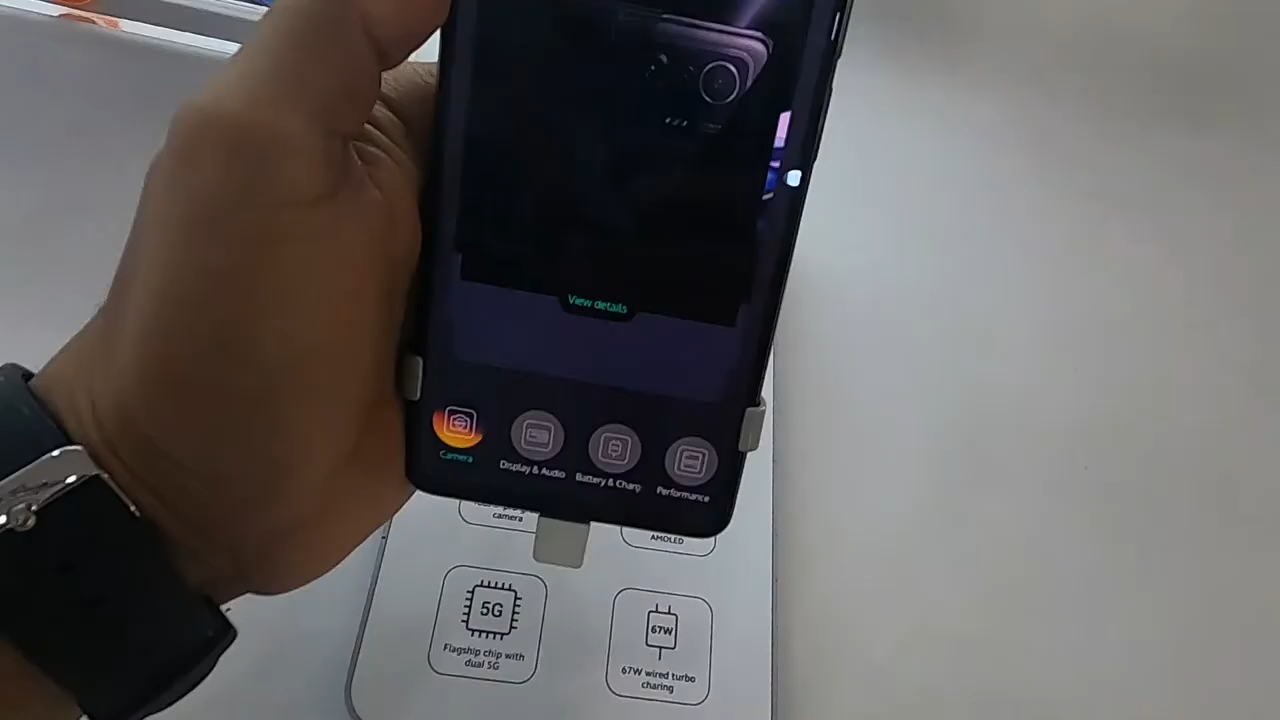 View details
Camera
Display & Audio
Battery & Charg
Performance
camera
AMOLED
5G
Flagship chip with
dual 5G
67W
67W wired turbo
charing